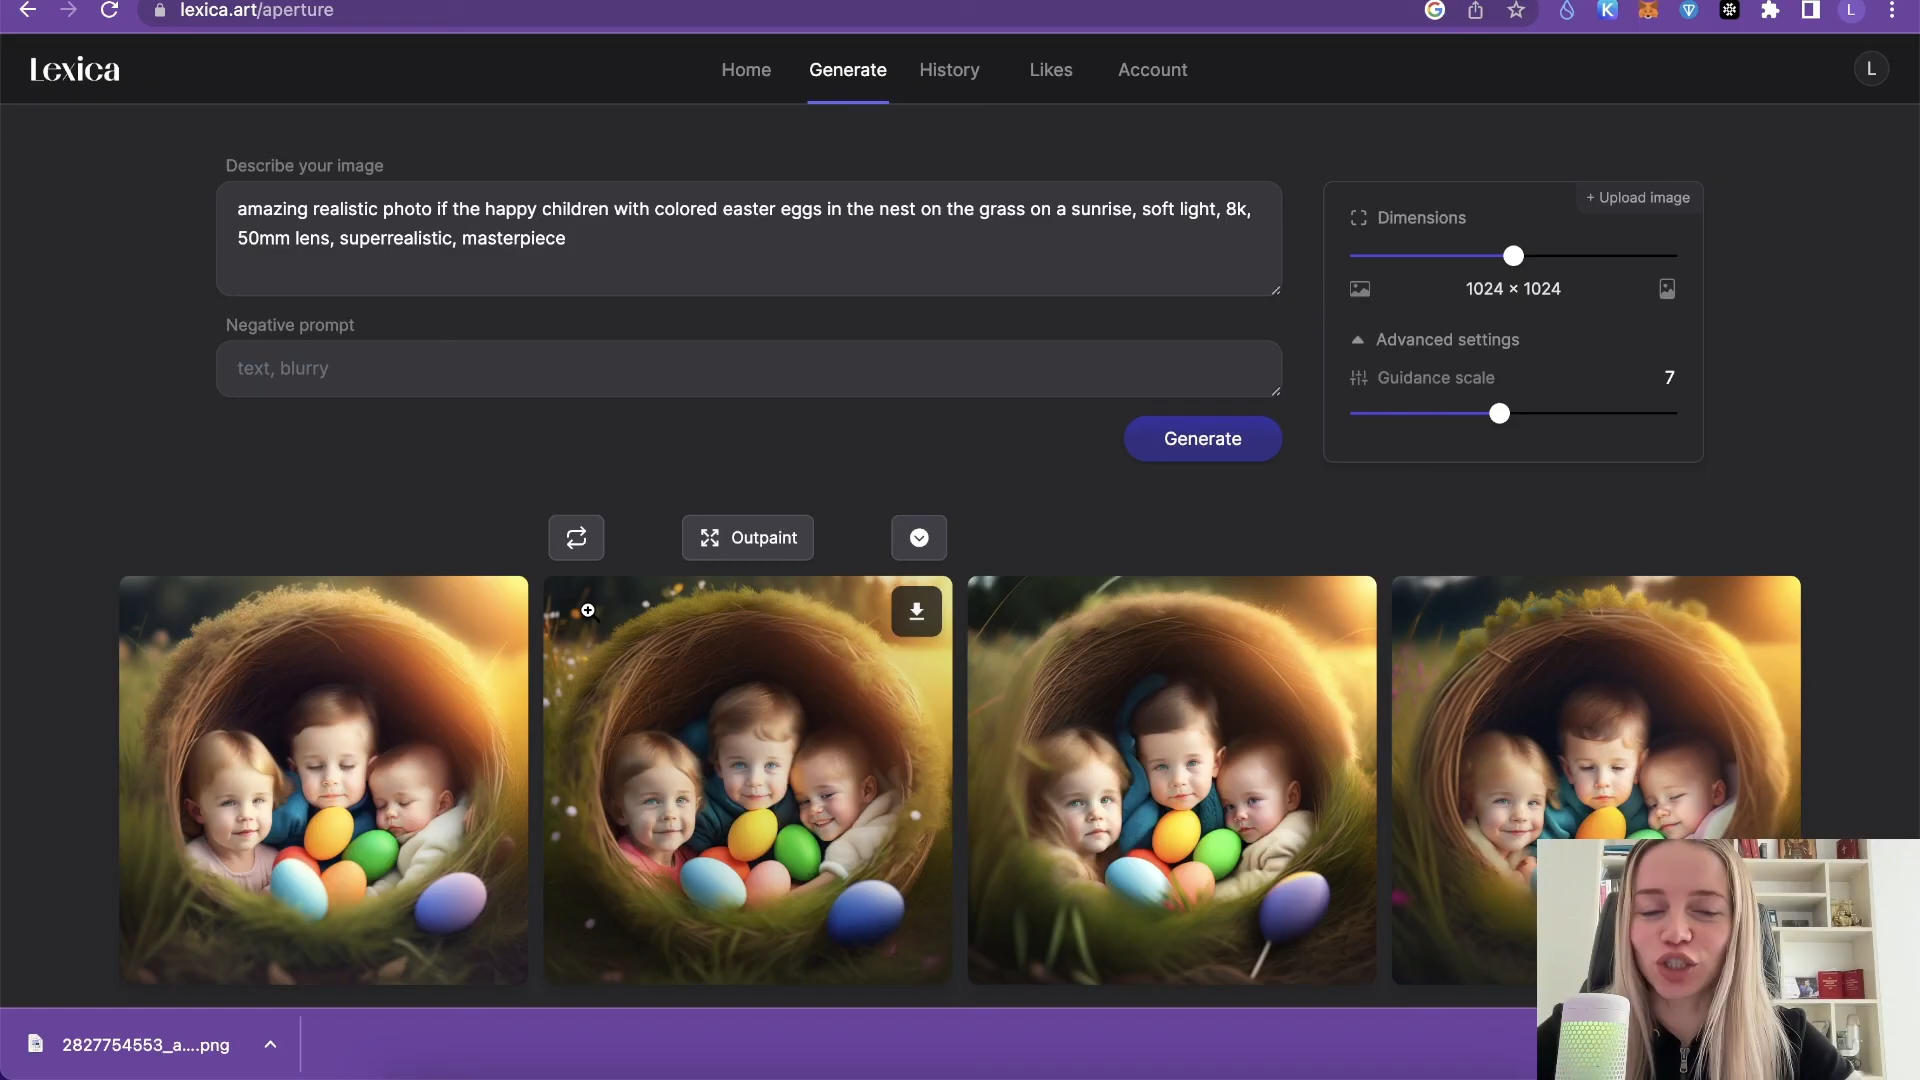 lexica.art/aperture
L
Lexica
Home
Generate
History
Likes
Account
L
Describe your image
amazing realistic photo if the happy children with colored easter eggs in the nest on the grass on a sunrise, soft light, 8k,
50mm lens, superrealistic, masterpiece
+ Upload image
Dimensions
1024 × 1024
Negative prompt
text, blurry
Advanced settings
Guidance scale
7
Generate
Outpaint
2827754553_a....png